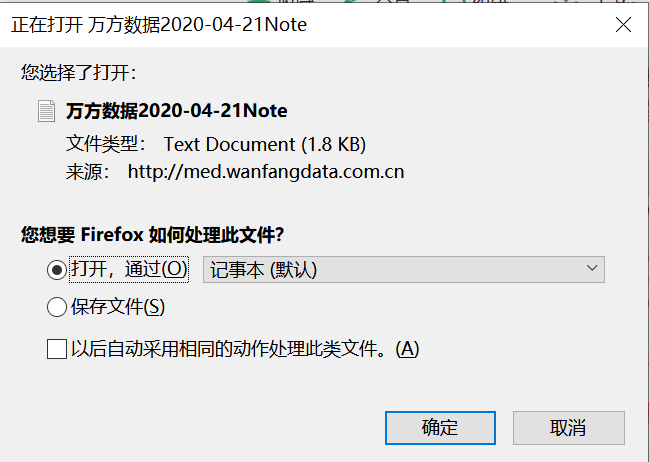 正在打开 万方数据2020-04-21Note
您选择了打开:
万方数据2020-04-21Note
文件类型: Text Document (1.8 KB)
来源: http://med.wanfangdata.com.cn
您想要 Firefox 如何处理此文件?
打开，通过(O) 记事本 (默认)
保存文件(S)
以后自动采用相同的动作处理此类文件。(A)
确定 取消